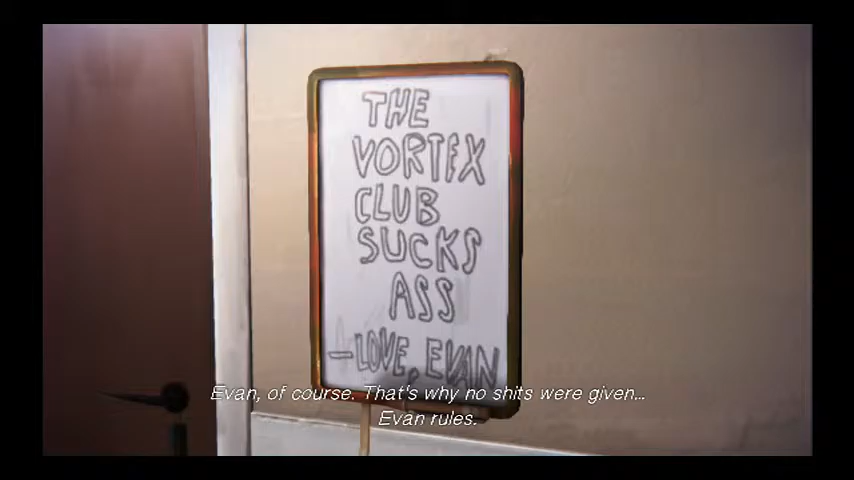 THE
VORTEX
CLUB
SUCKS
ASS
—LOVE, EVAN
Evan, of course. That's why no shits were given...
Evan rules.